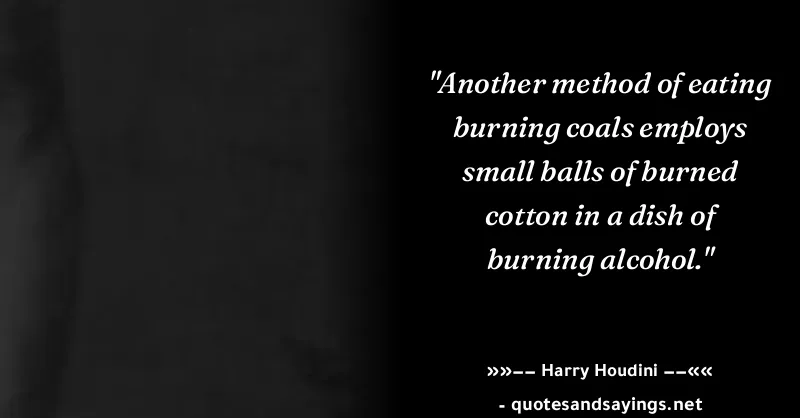 "Another method of eating
burning coals employs
small balls of burned
cotton in a dish of
burning alcohol."
»»–– Harry Houdini ––««
- quotesandsayings.net